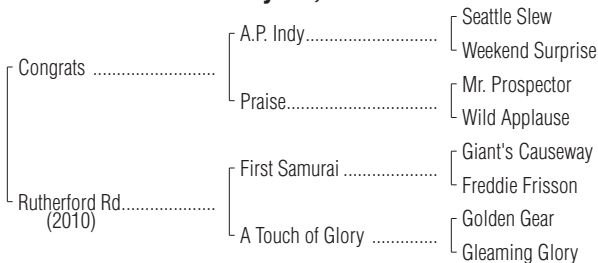 Seattle Slew
A.P. Indy
Weekend Surprise
Congrats
Mr. Prospector
Praise
Wild Applause
Giant's Causeway
First Samurai
Freddie Frisson
Rutherford Rd.
(2010)
Golden Gear
A Touch of Glory
Gleaming Glory